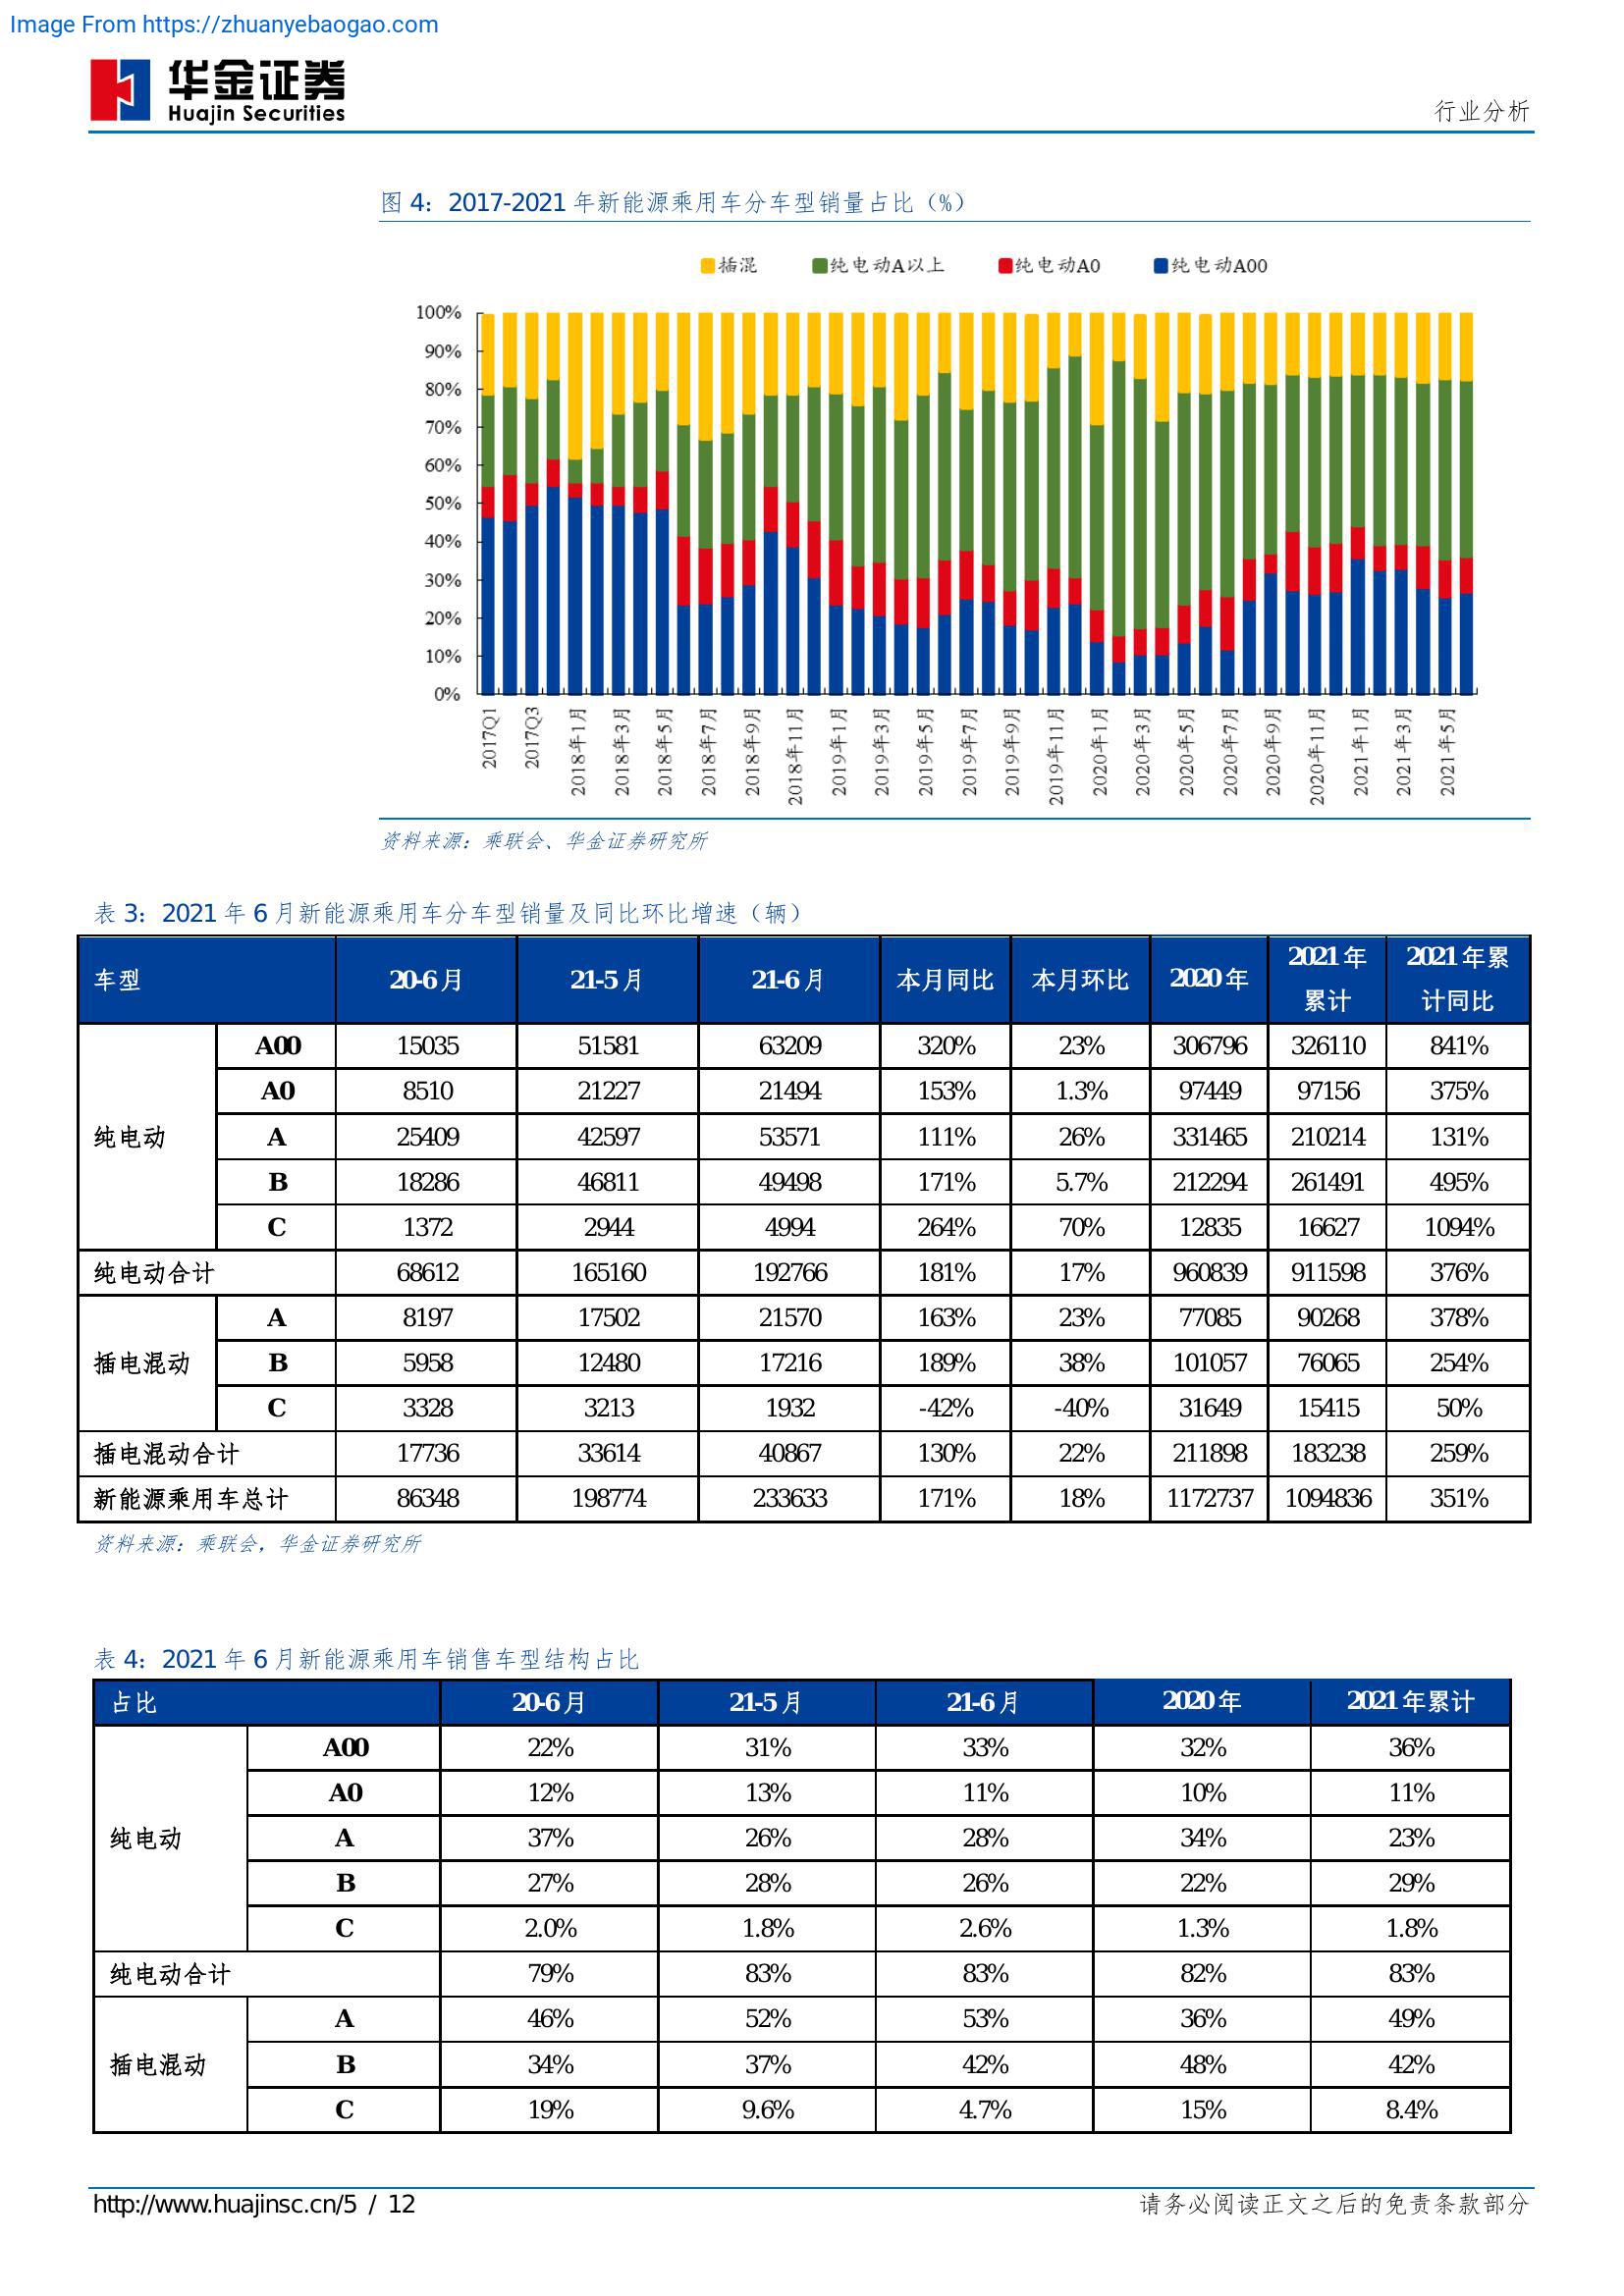 Image From https://zhuanyebaogao.com
华金证券
Huajin Securities
行业分析
图 4：2017-2021 年新能源乘用车分车型销量占比（%）
插混 纯电动A以上 纯电动A0 纯电动A00
100%
90%
80%
70%
60%
50%
40%
30%
20%
10%
0%
2017Q1 2017Q3 2018年1月 2018年3月 2018年5月 2018年7月 2018年9月 2018年11月 2019年1月 2019年3月 2019年5月 2019年7月 2019年9月 2019年11月 2020年1月 2020年3月 2020年5月 2020年7月 2020年9月 2020年11月 2021年1月 2021年3月 2021年5月
资料来源：乘联会、华金证券研究所
表 3：2021 年 6 月新能源乘用车分车型销量及同比环比增速（辆）
车型 20-6 月 21-5 月 21-6 月 本月同比 本月环比 2020 年 2021 年累计 2021 年累计同比
纯电动
A00 15035 51581 63209 320% 23% 306796 326110 841%
A0 8510 21227 21494 153% 1.3% 97449 97156 375%
A 25409 42597 53571 111% 26% 331465 210214 131%
B 18286 46811 49498 171% 5.7% 212294 261491 495%
C 1372 2944 4994 264% 70% 12835 16627 1094%
纯电动合计 68612 165160 192766 181% 17% 960839 911598 376%
插电混动
A 8197 17502 21570 163% 23% 77085 90268 378%
B 5958 12480 17216 189% 38% 101057 76065 254%
C 3328 3213 1932 -42% -40% 31649 15415 50%
插电混动合计 17736 33614 40867 130% 22% 211898 183238 259%
新能源乘用车总计 86348 198774 233633 171% 18% 1172737 1094836 351%
资料来源：乘联会，华金证券研究所
表 4：2021 年 6 月新能源乘用车销售车型结构占比
占比 20-6 月 21-5 月 21-6 月 2020 年 2021 年累计
纯电动
A00 22% 31% 33% 32% 36%
A0 12% 13% 11% 10% 11%
A 37% 26% 28% 34% 23%
B 27% 28% 26% 22% 29%
C 2.0% 1.8% 2.6% 1.3% 1.8%
纯电动合计 79% 83% 83% 82% 83%
插电混动
A 46% 52% 53% 36% 49%
B 34% 37% 42% 48% 42%
C 19% 9.6% 4.7% 15% 8.4%
http://www.huajinsc.cn/5 / 12
请务必阅读正文之后的免责条款部分